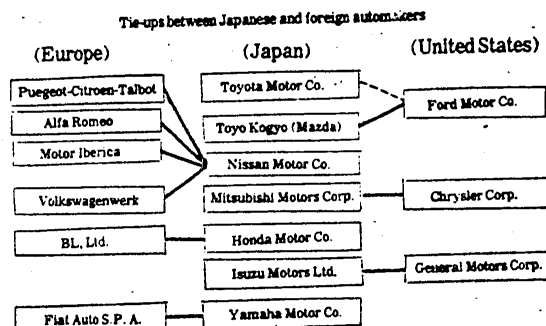 Tie-ups between Japanese and foreign automakers
(Europe)
(Japan)
(United States)
Puegeot-Citroen-Talbot
Alfa Romeo
Motor Iberica
Volkswagenwerk
BL, Ltd.
Fiat Auto S.P.A.
Toyota Motor Co.
Toyo Kogyo (Mazda)
Nissan Motor Co.
Mitsubishi Motors Corp.
Honda Motor Co.
Isuzu Motors Ltd.
Yamaha Motor Co.
Ford Motor Co.
Chrysler Corp.
General Motors Corp.